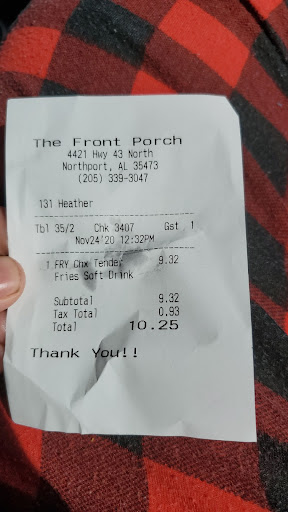 The Front Porch
4421 Hwy 43 North
Northport, AL 35473
(205) 339-3047
131 Heather
Tbl 35/2 Chk 3407 Gst 1
Nov24'20 12:32PM
1 FRY Chx Tender 9.32
Fries Soft Drink
Subtotal 9.32
Tax Total 0.93
Total 10.25
Thank You!!